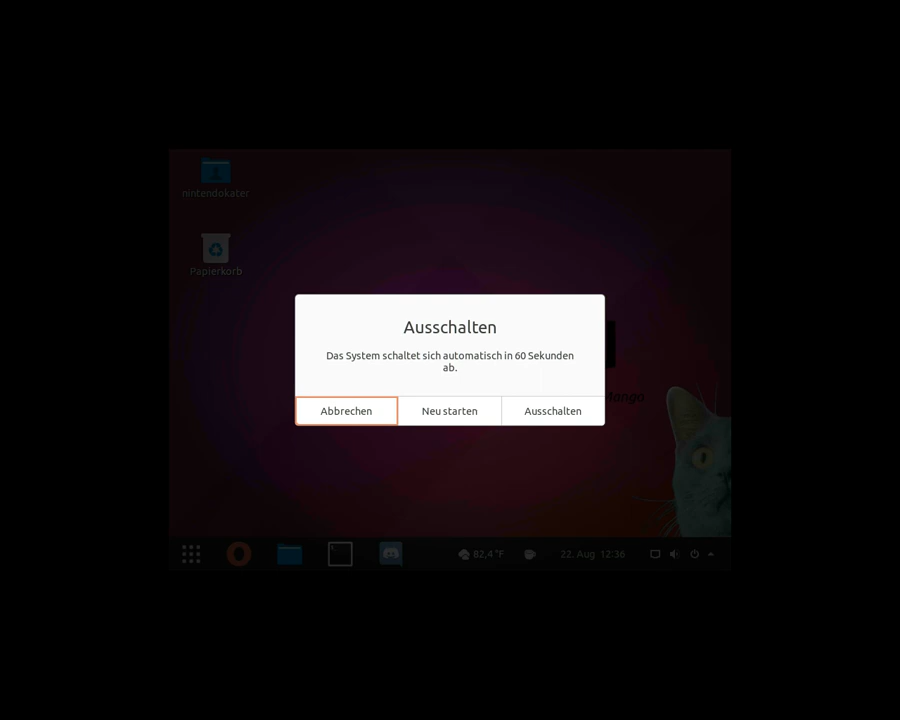 nintendokater
Papierkorb
Ausschalten
Das System schaltet sich automatisch in 60 Sekunden
ab.
Mango
Abbrechen
Neu starten
Ausschalten
82,4 °F
22. Aug 12:36